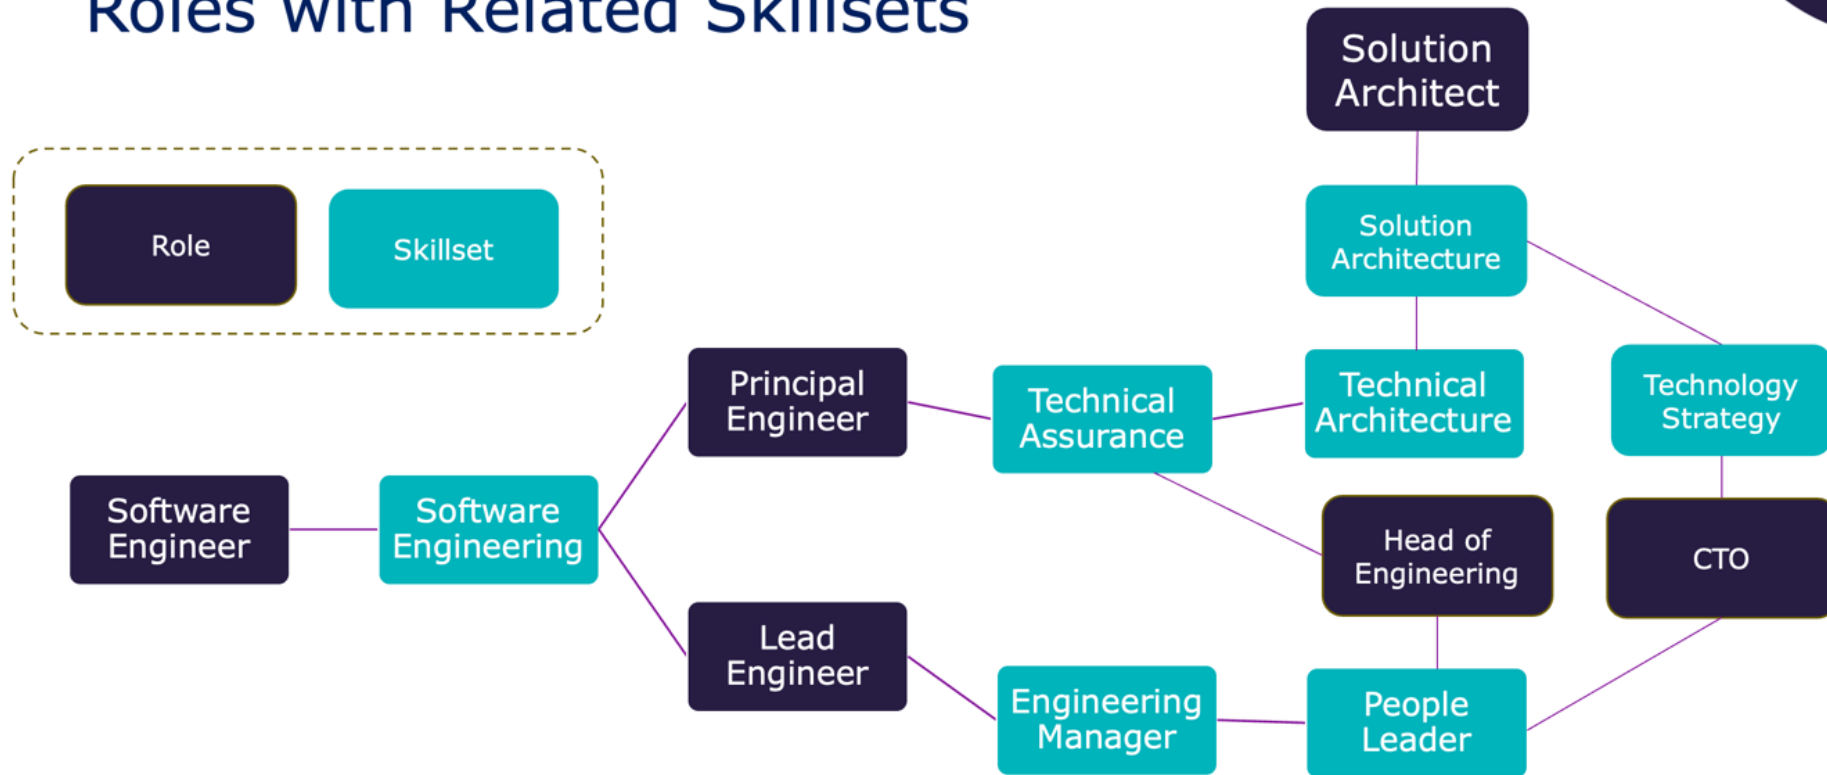 Roles with Related Skillsets
Solution
Architect
Role
Skillset
Solution
Architecture
Principal
Engineer
Technical
Assurance
Technical
Architecture
Technology
Strategy
Software
Engineer
Software
Engineering
Head of
Engineering
CTO
Lead
Engineer
Engineering
Manager
People
Leader